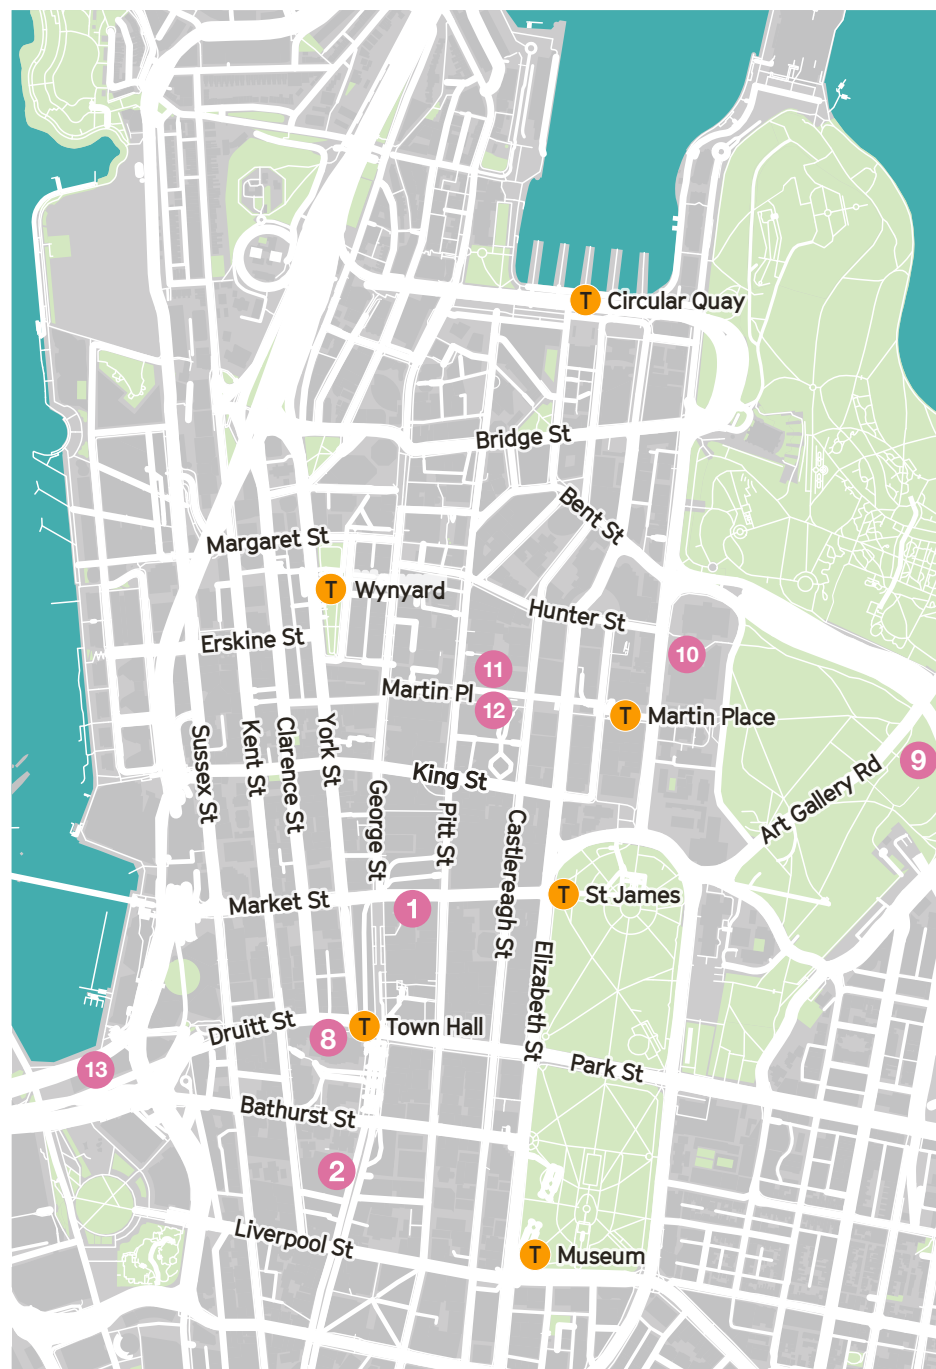 T Circular Quay
Bridge St
Bent St
Margaret St
T Wynyard
Hunter St
Erskine St
10
11
Martin Pl
12
T Martin Place
Sussex St
Kent St
Clarence St
York St
King St
9
George St
Pitt St
Castlereagh St
Art Gallery Rd
Market St
1
T St James
Elizabeth St
Druitt St
8
T Town Hall
13
Park St
Bathurst St
2
Liverpool St
T Museum